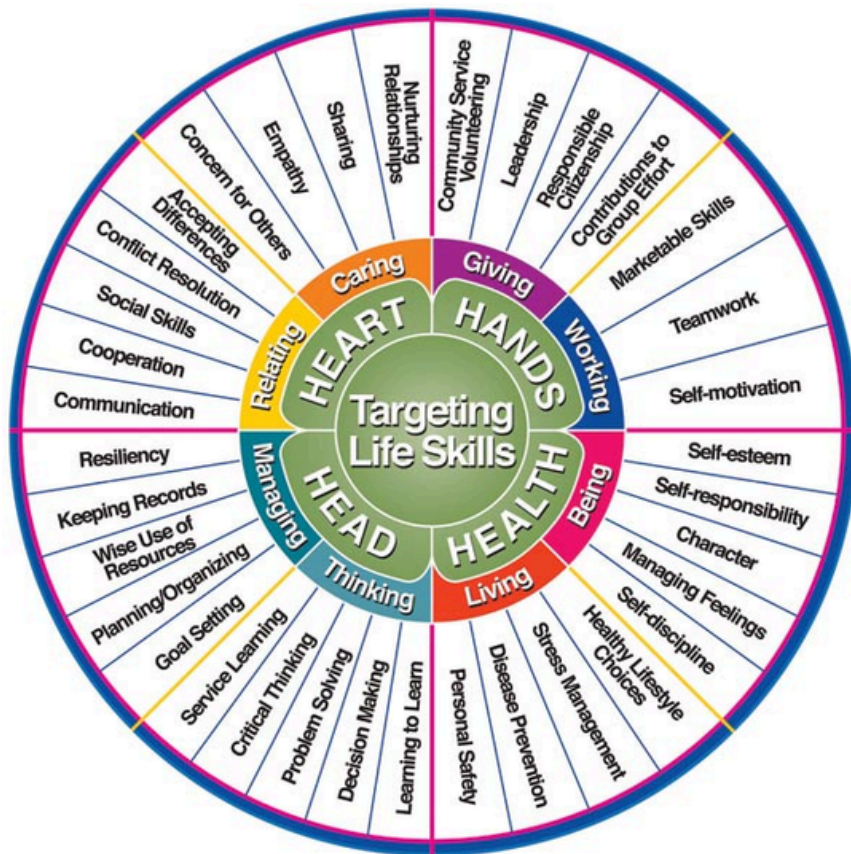 Targeting
Life Skills
HEART
HANDS
HEALTH
HEAD
Caring
Giving
Working
Being
Living
Thinking
Managing
Relating
Nurturing
Relationships
Sharing
Empathy
Concern for Others
Community Service
Volunteering
Leadership
Responsible
Citizenship
Contributions to
Group Effort
Marketable Skills
Teamwork
Self-motivation
Self-esteem
Self-responsibility
Character
Managing Feelings
Self-discipline
Healthy Lifestyle
Choices
Stress Management
Disease Prevention
Personal Safety
Learning to Learn
Decision Making
Problem Solving
Critical Thinking
Service Learning
Goal Setting
Planning/Organizing
Wise Use of
Resources
Keeping Records
Resiliency
Communication
Cooperation
Social Skills
Conflict Resolution
Accepting
Differences